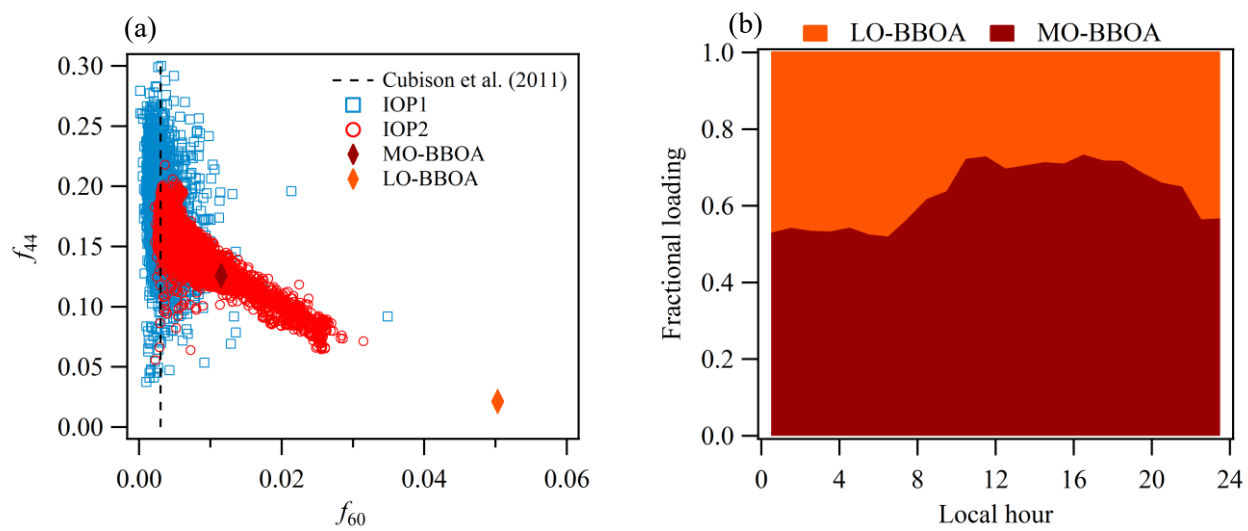 (a)
0.30
0.25
0.20
0.15
0.10
0.05
0.00
f44
0.00 0.02 0.04 0.06
f60
Cubison et al. (2011)
IOP1
IOP2
MO-BBOA
LO-BBOA
(b)
LO-BBOA MO-BBOA
1.0
0.8
0.6
0.4
0.2
0.0
Fractional loading
0 4 8 12 16 20 24
Local hour